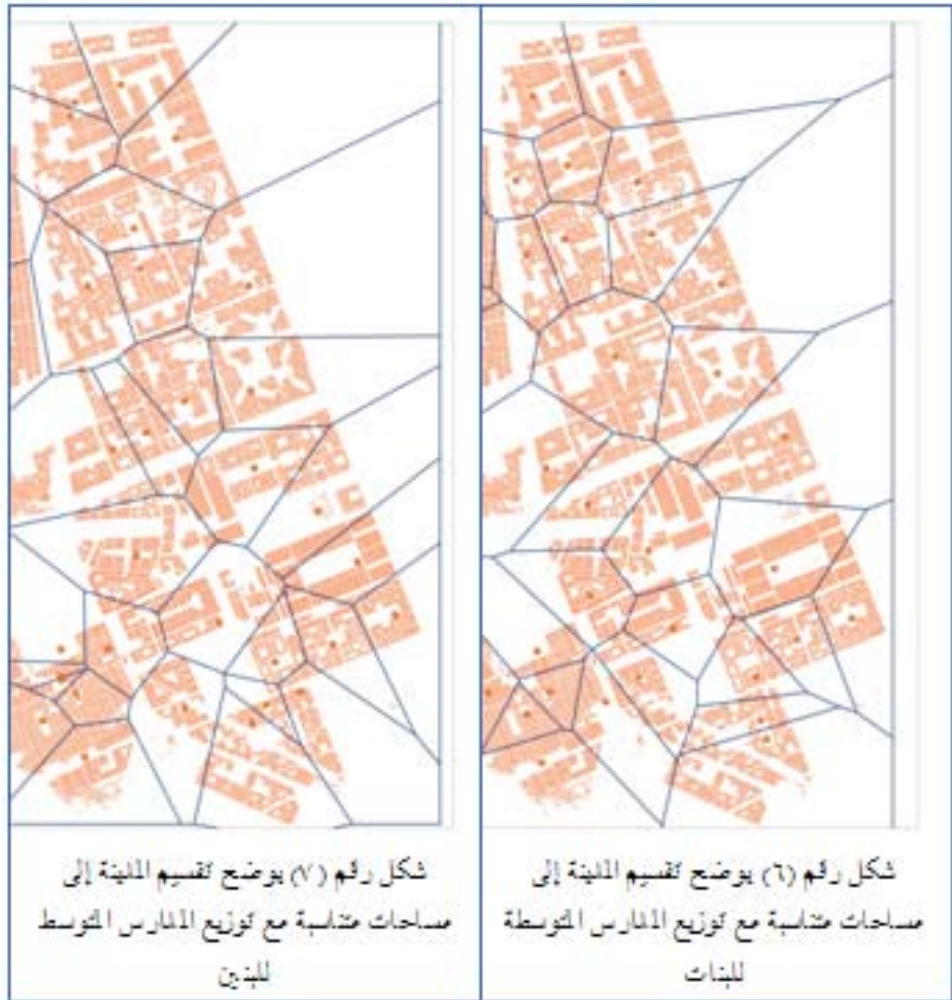 شكل رقم (٦) يوضح تقسيم المدينة إلى
مساحات متناسبة مع توزيع المدارس المتوسطة
للبنات
شكل رقم (٧) يوضح تقسيم المدينة إلى
مساحات متناسبة مع توزيع المدارس المتوسط
للبنين